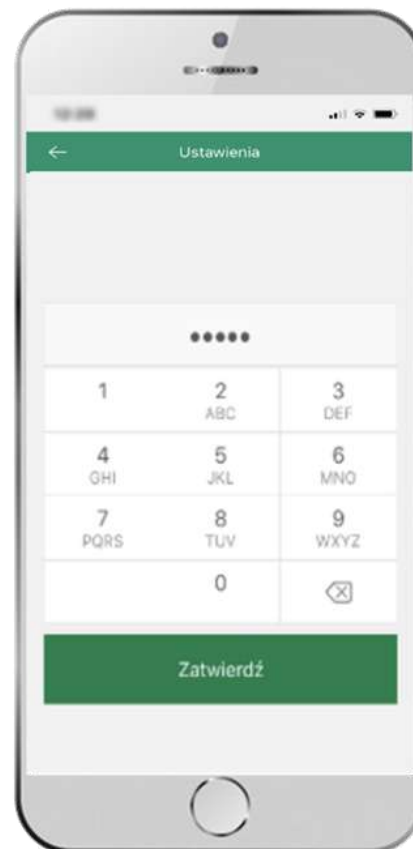 Ustawienia
•••••
1 2 3
ABC DEF
4 5 6
GHI JKL MNO
7 8 9
PQRS TUV WXYZ
0
Zatwierdź